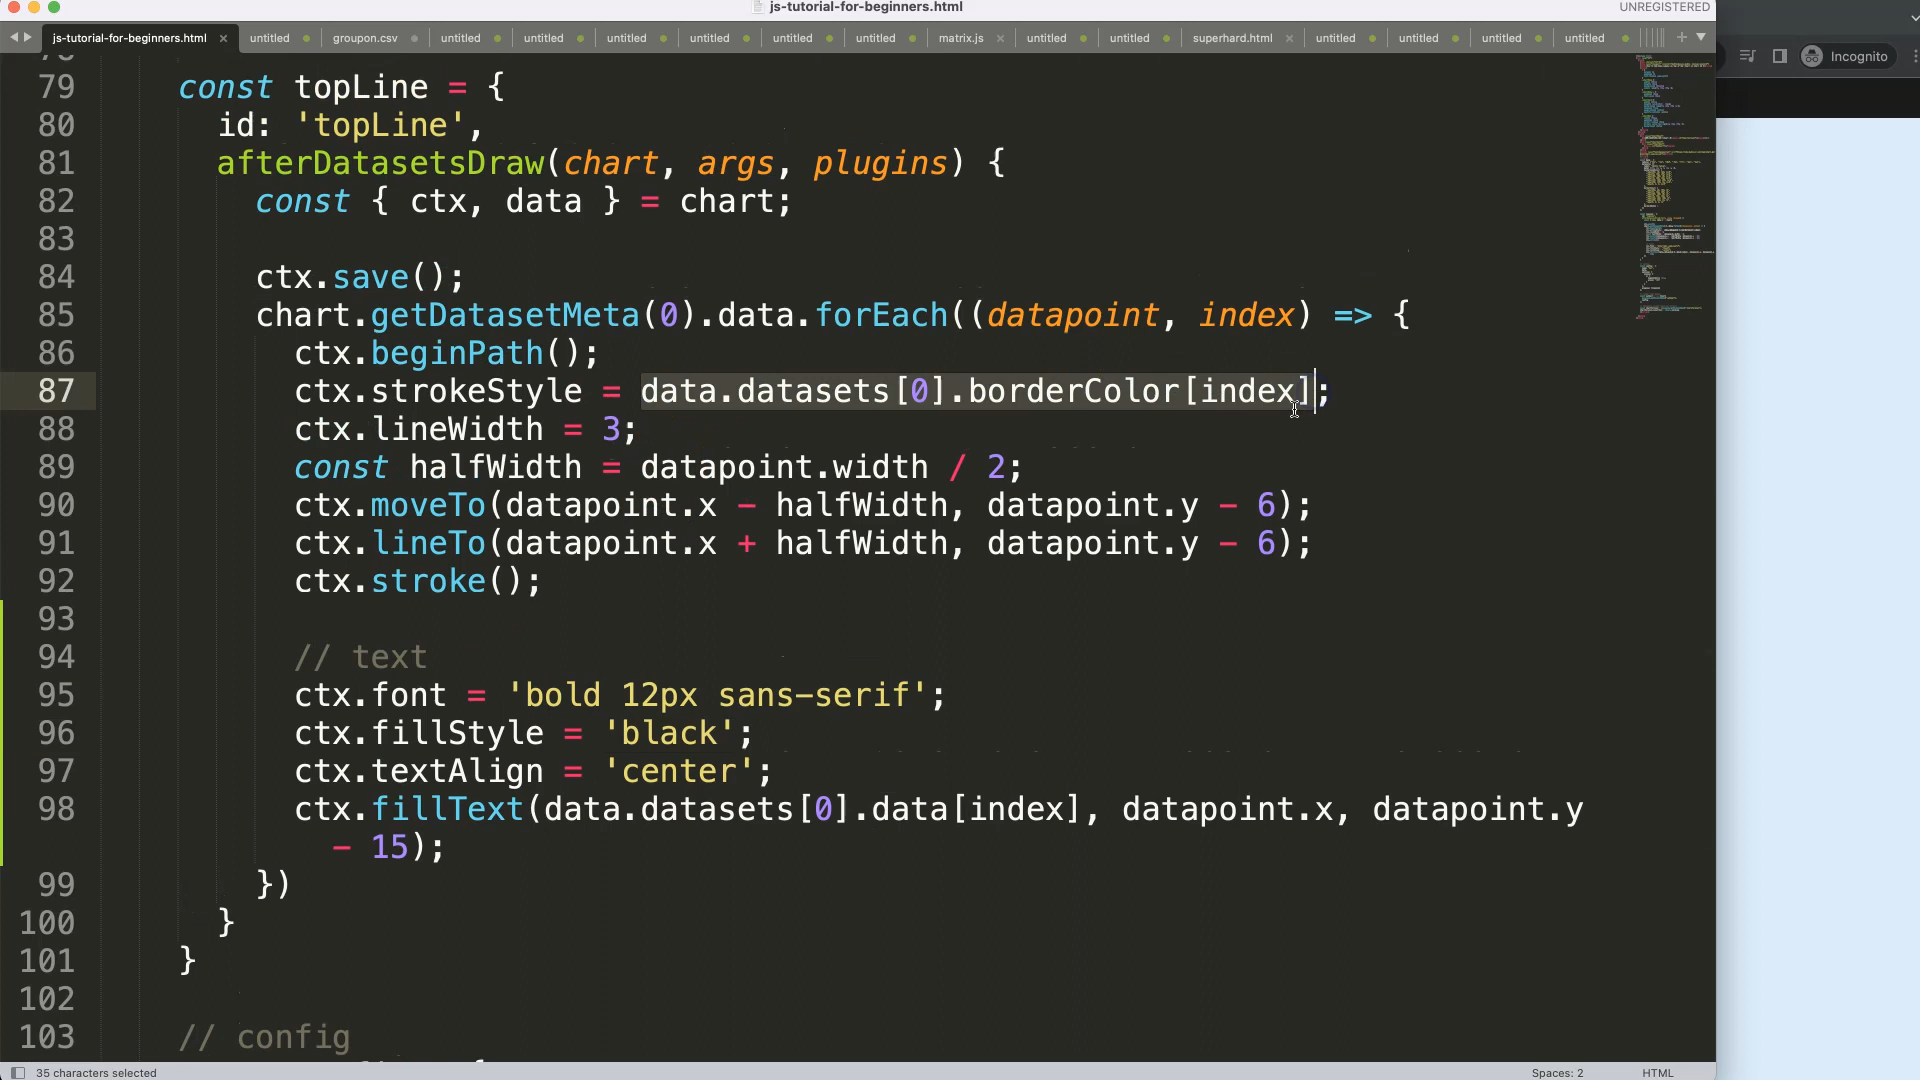 js-tutorial-for-beginners.html
UNREGISTERED
js-tutorial-for-beginners.html × untitled groupon.csv untitled untitled untitled untitled untitled untitled matrix.js × untitled untitled superhard.html × untitled untitled untitled untitled +
Incognito
79 const topLine = {
80 id: 'topLine',
81 afterDatasetsDraw(chart, args, plugins) {
82 const { ctx, data } = chart;
83
84 ctx.save();
85 chart.getDatasetMeta(0).data.forEach((datapoint, index) => {
86 ctx.beginPath();
87 ctx.strokeStyle = data.datasets[0].borderColor[index];
88 ctx.lineWidth = 3;
89 const halfWidth = datapoint.width / 2;
90 ctx.moveTo(datapoint.x - halfWidth, datapoint.y - 6);
91 ctx.lineTo(datapoint.x + halfWidth, datapoint.y - 6);
92 ctx.stroke();
93
94 // text
95 ctx.font = 'bold 12px sans-serif';
96 ctx.fillStyle = 'black';
97 ctx.textAlign = 'center';
98 ctx.fillText(data.datasets[0].data[index], datapoint.x, datapoint.y
- 15);
99 })
100 }
101 }
102
103 // config
35 characters selected
Spaces: 2
HTML